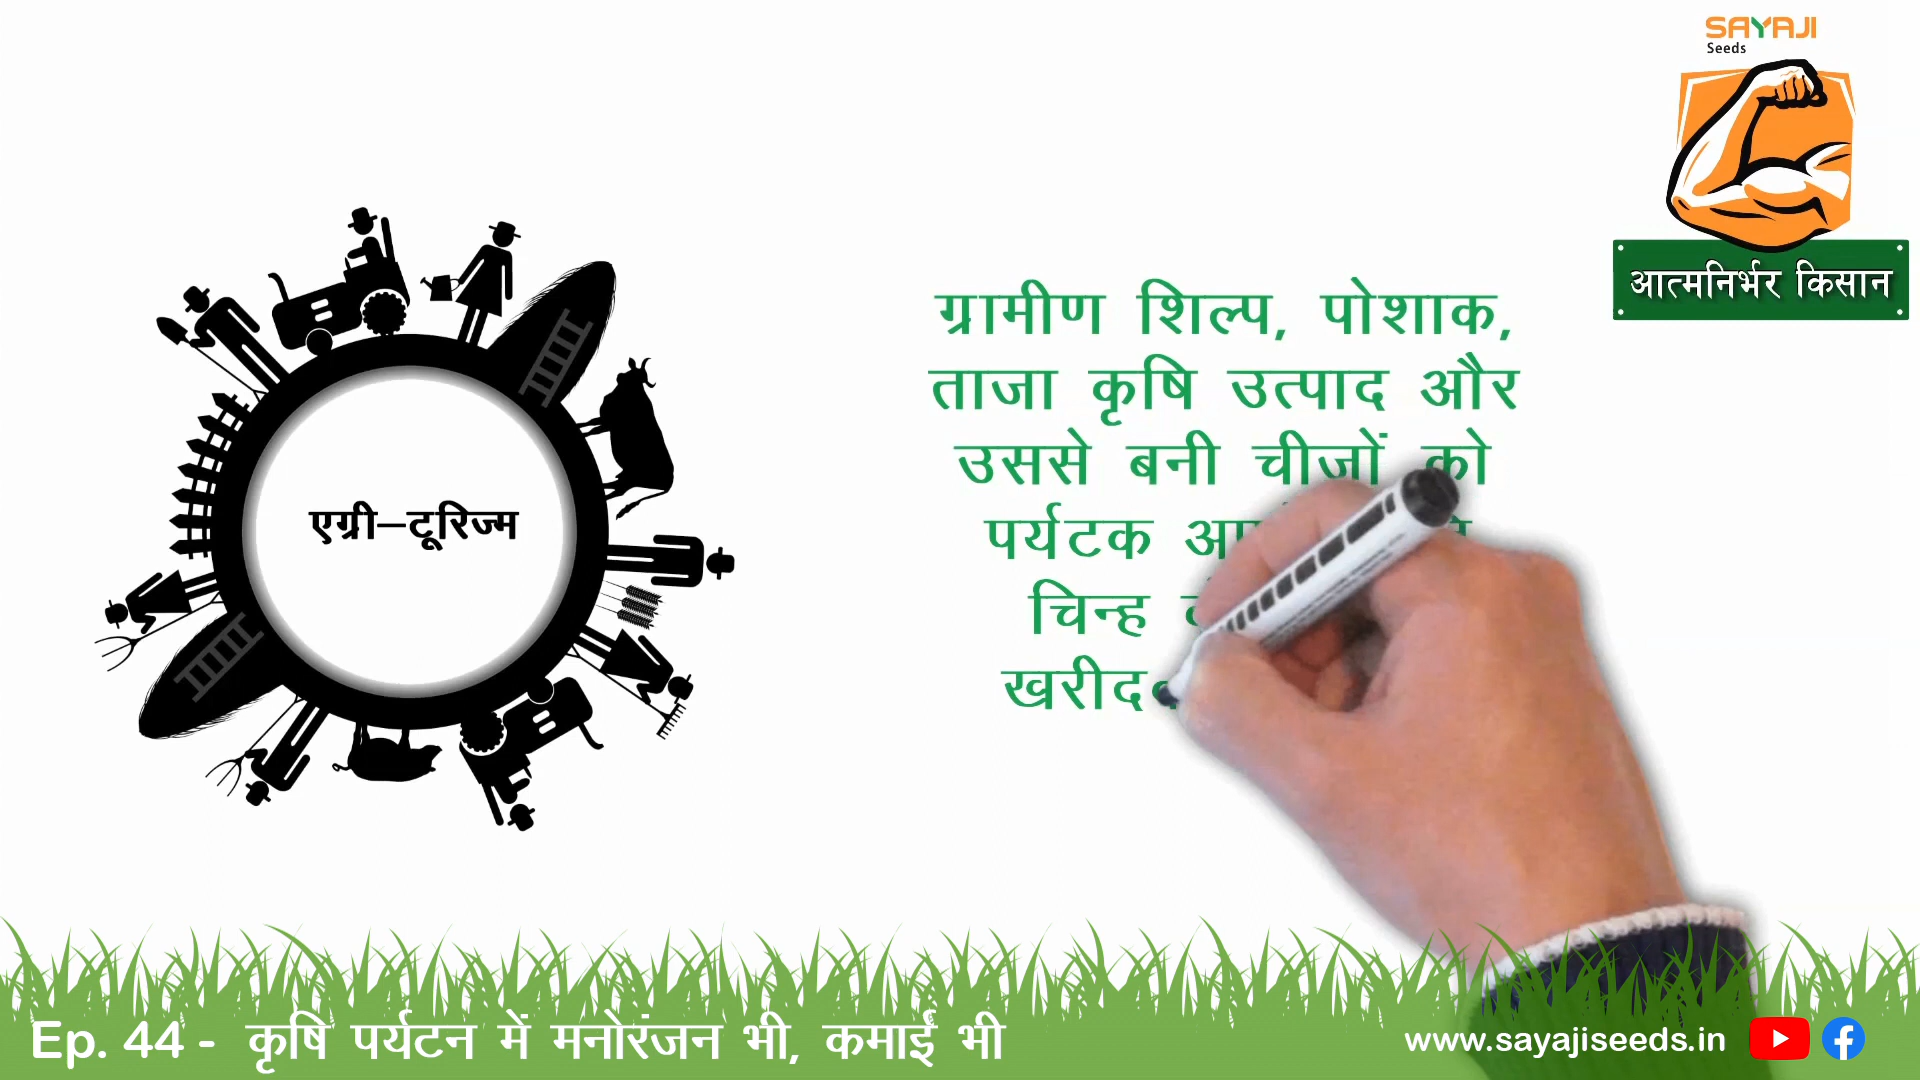 SAYAJI
Seeds
आत्मनिर्भर किसान
ग्रामीण शिल्प, पोशाक,
ताजा कृषि उत्पाद और
उससे बनी चीजों को
पर्यटक
चिन्ह
एग्री–टूरिज्म
Ep. 44 - कृषि पर्यटन में मनोरंजन भी, कमाई भी
www.sayajiseeds.in